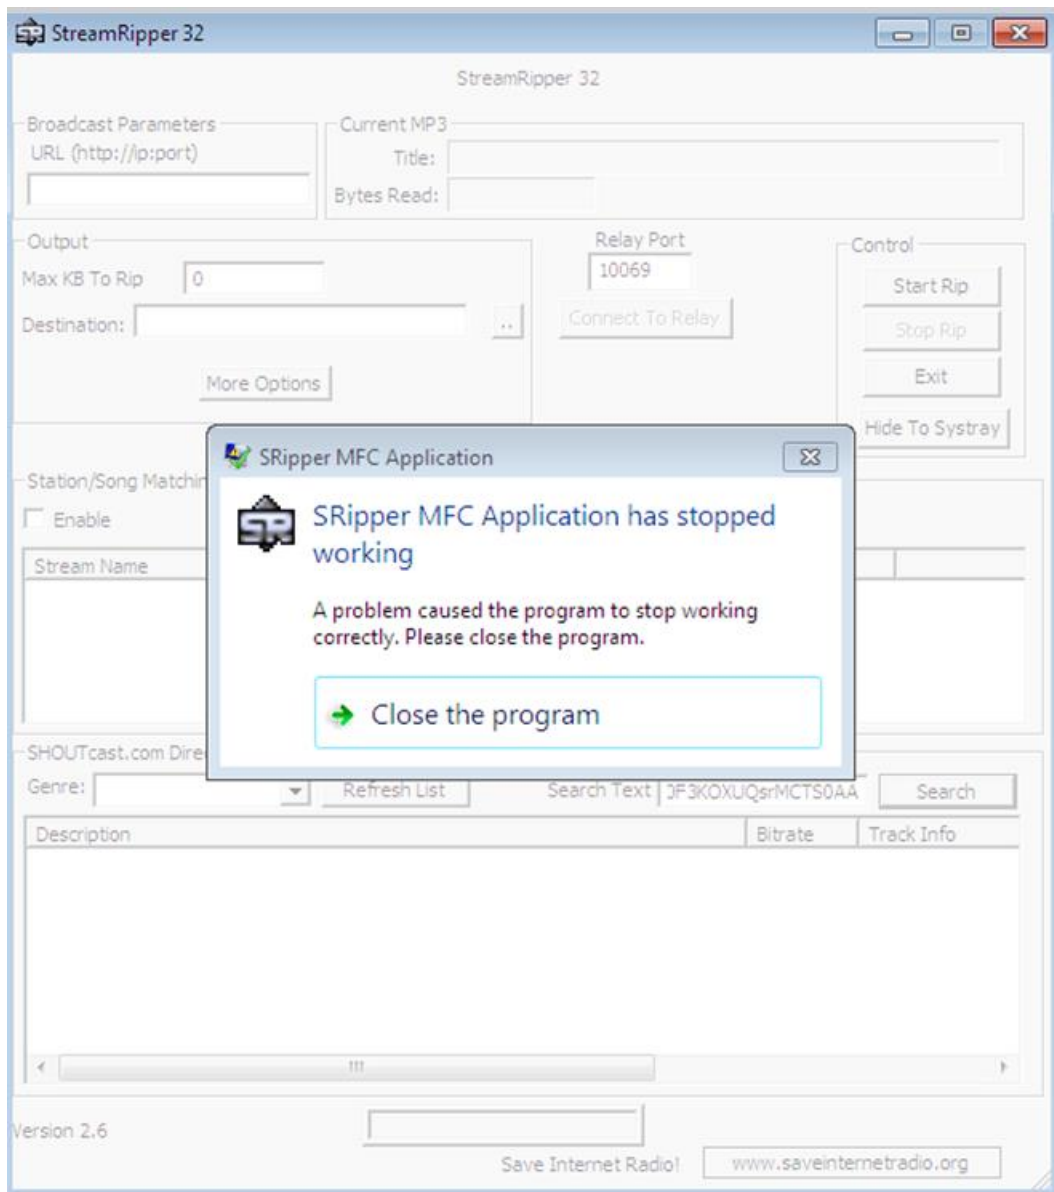 StreamRipper 32
StreamRipper 32
Broadcast Parameters
URL (http://ip:port)
Current MP3
Title:
Bytes Read:
Output
Max KB To Rip 0
Destination: ..
More Options
Relay Port
10069
Connect To Relay
Control
Start Rip
Stop Rip
Exit
Hide To Systray
Station/Song Matchin
Enable
Stream Name
SRipper MFC Application
SR
SRipper MFC Application has stopped
working
A problem caused the program to stop working
correctly. Please close the program.
Close the program
SHOUTcast.com Dire
Genre: Refresh List Search Text Search
Description Bitrate Track Info
Version 2.6
Save Internet Radio! www.saveinternetradio.org